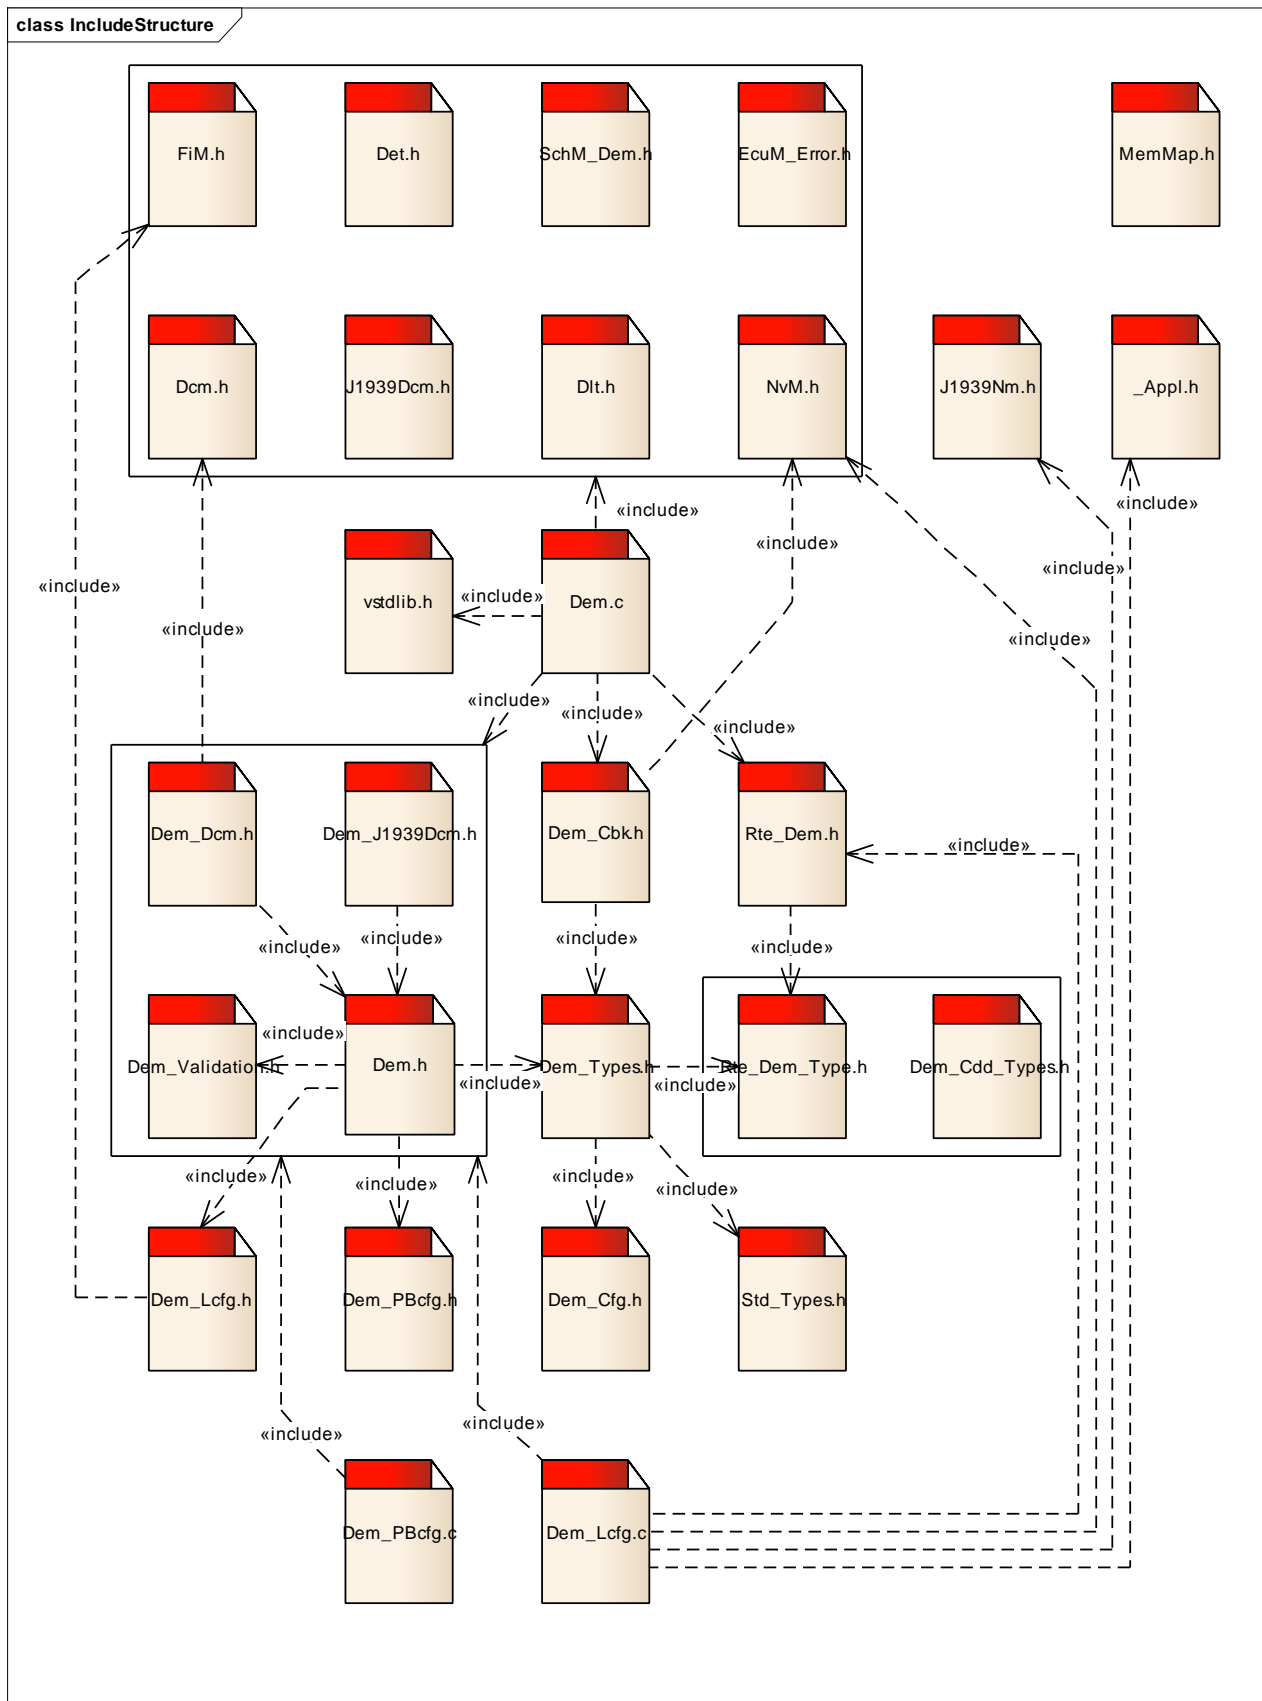 class IncludeStructure
FiM.h
Det.h
SchM_Dem.h
EcuM_Error.h
MemMap.h
Dcm.h
J1939Dcm.h
Dlt.h
NvM.h
J1939Nm.h
_Appl.h
«include»
«include»
«include»
«include»
«include»
«include»
vstdlib.h
«include»
Dem.c
«include»
«include»
«include»
«include»
«include»
Dem_Dcm.h
Dem_J1939Dcm.h
Dem_Cbk.h
Rte_Dem.h
«include»
«include»
«include»
«include»
«include»
«include»
Dem_Validation.h
Dem.h
Dem_Types.h
Rte_Dem_Type.h
Dem_Cdd_Types.h
«include»
«include»
«include»
«include»
«include»
«include»
Dem_Lcfg.h
Dem_PBcfg.h
Dem_Cfg.h
Std_Types.h
«include»
«include»
Dem_PBcfg.c
Dem_Lcfg.c